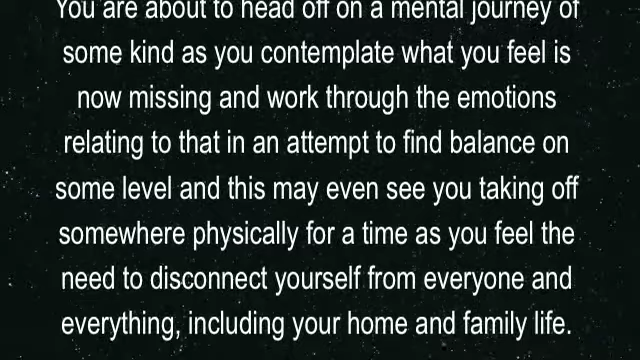 You are about to head off on a mental journey of
some kind as you contemplate what you feel is
now missing and work through the emotions
relating to that in an attempt to find balance on
some level and this may even see you taking off
somewhere physically for a time as you feel the
need to disconnect yourself from everyone and
everything, including your home and family life.